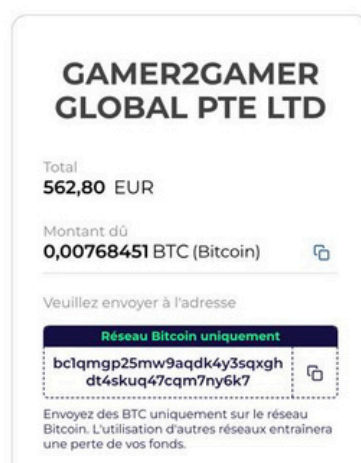 GAMER2GAMER
GLOBAL PTE LTD
Total
562,80 EUR
Montant dû
0,00768451 BTC (Bitcoin)
Veuillez envoyer à l'adresse
Réseau Bitcoin uniquement
bc1qmgp25mw9aqdk4y3sqxgh
dt4skuq47cqm7ny6k7
Envoyez des BTC uniquement sur le réseau
Bitcoin. L'utilisation d'autres réseaux entraînera
une perte de vos fonds.